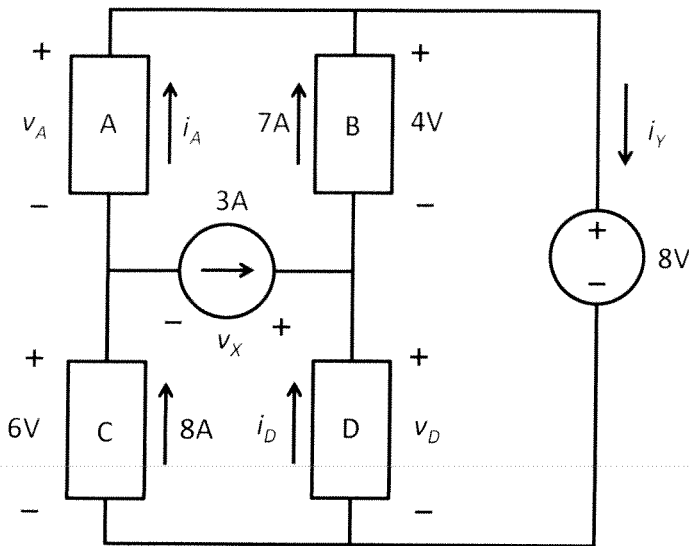 + +
v_A A i_A 7A B 4V i_Y
− 3A −
+
8V
−
− v_X +
+ +
6V C 8A i_D D v_D
− −